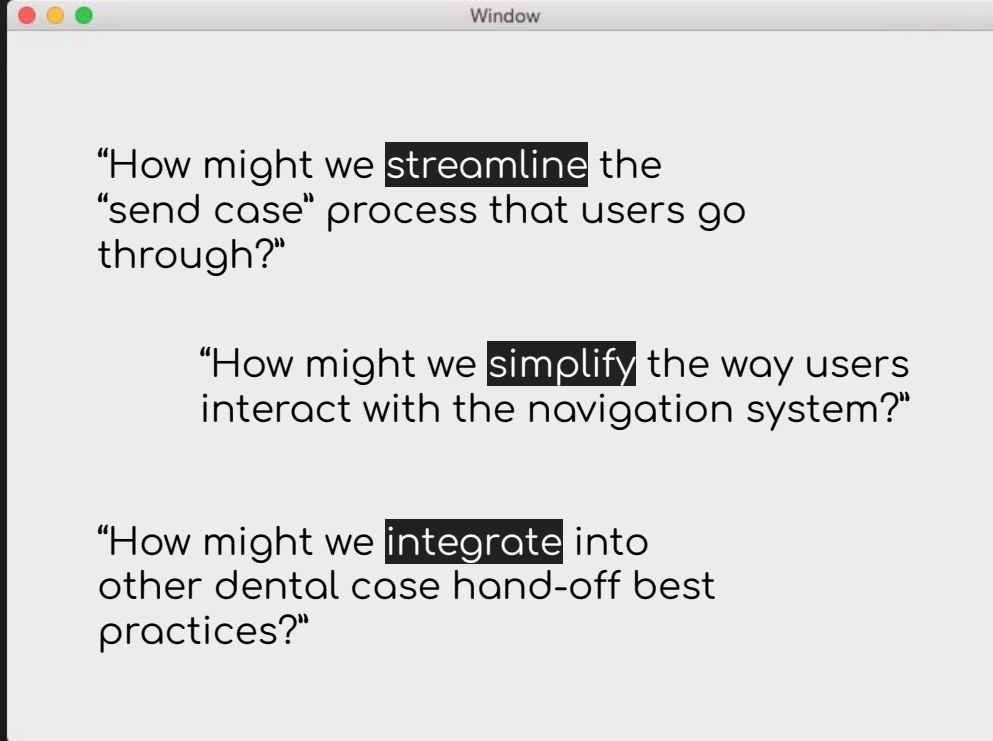 Window
“How might we streamline the
“send case” process that users go
through?”
“How might we simplify the way users
interact with the navigation system?”
“How might we integrate into
other dental case hand-off best
practices?”